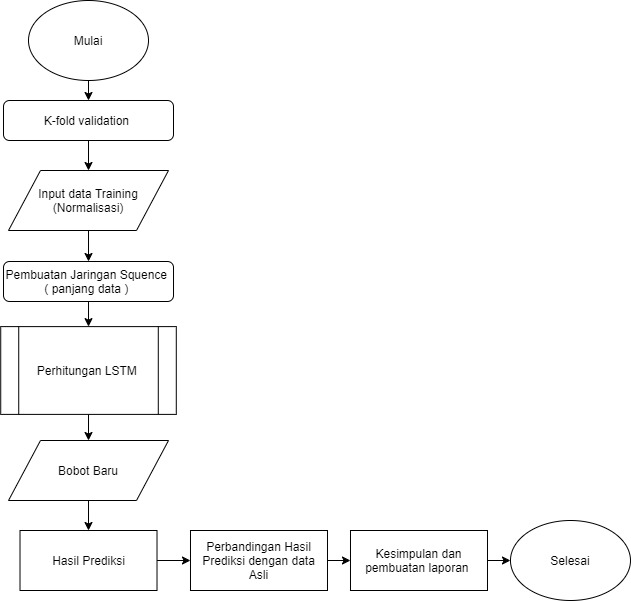 Mulai
K-fold validation
Input data Training
(Normalisasi)
Pembuatan Jaringan Squence
( panjang data )
Perhitungan LSTM
Bobot Baru
Hasil Prediksi
Perbandingan Hasil
Prediksi dengan data
Asli
Kesimpulan dan
pembuatan laporan
Selesai